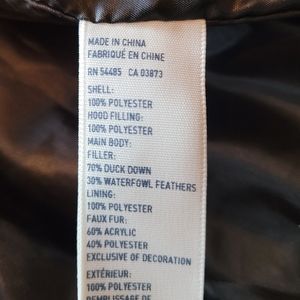 MADE IN CHINA
FABRIQUÉ EN CHINE
RN 54485 CA 03873
SHELL:
100% POLYESTER
HOOD FILLING:
100% POLYESTER
MAIN BODY:
FILLER:
70% DUCK DOWN
30% WATERFOWL FEATHERS
LINING:
100% POLYESTER
FAUX FUR:
60% ACRYLIC
40% POLYESTER
EXCLUSIVE OF DECORATION
EXTÉRIEUR:
100% POLYESTER
REMPLISSAGE DE